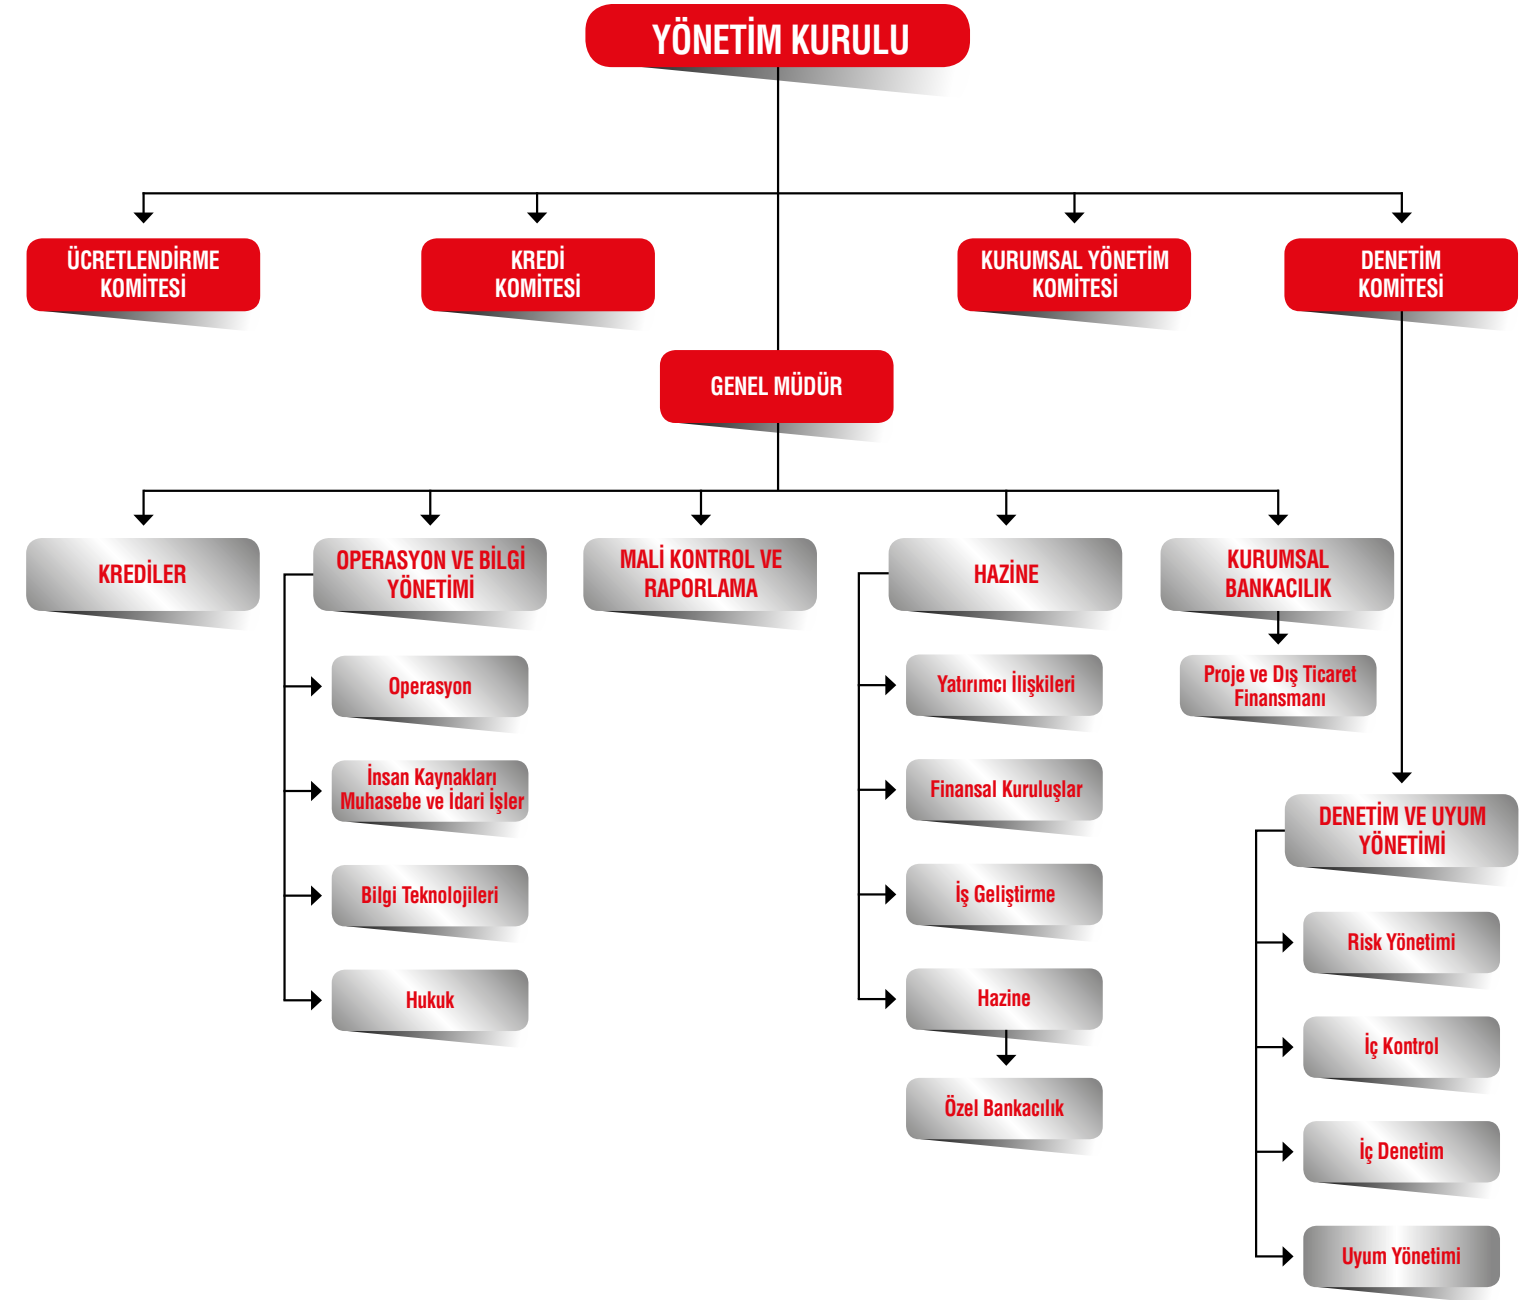 YÖNETİM KURULU
ÜCRETLENDİRME
KOMİTESİ
KREDİ
KOMİTESİ
KURUMSAL YÖNETİM
KOMİTESİ
DENETİM
KOMİTESİ
GENEL MÜDÜR
KREDİLER
OPERASYON VE BİLGİ
YÖNETİMİ
MALİ KONTROL VE
RAPORLAMA
HAZİNE
KURUMSAL
BANKACILIK
Operasyon
İnsan Kaynakları
Muhasebe ve İdari İşler
Bilgi Teknolojileri
Hukuk
Yatırımcı İlişkileri
Finansal Kuruluşlar
İş Geliştirme
Hazine
Özel Bankacılık
Proje ve Dış Ticaret
Finansmanı
DENETİM VE UYUM
YÖNETİMİ
Risk Yönetimi
İç Kontrol
İç Denetim
Uyum Yönetimi